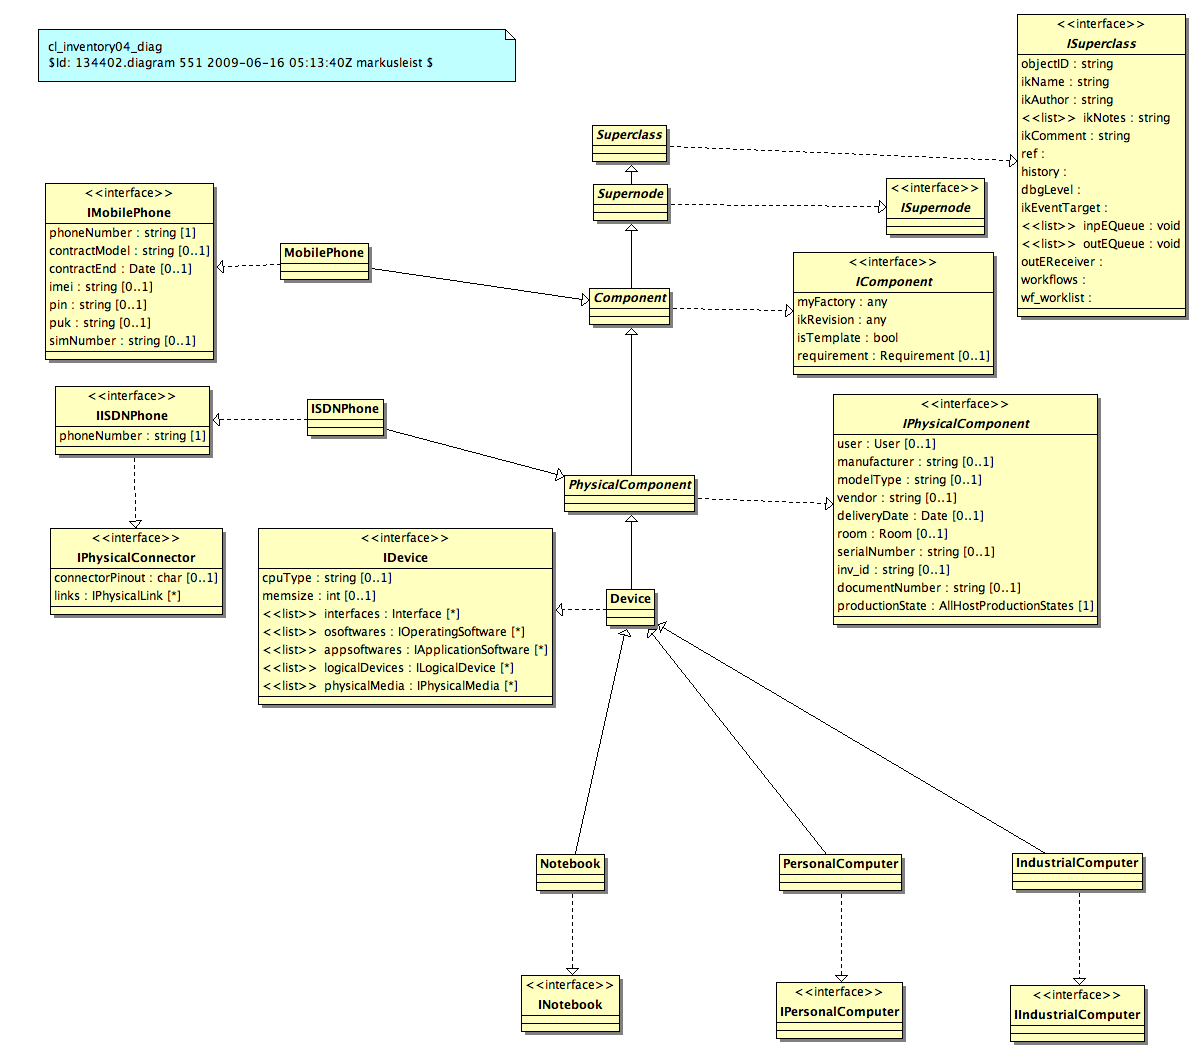 cl_inventory04_diag
$Id: 134402.diagram 551 2009-06-16 05:13:40Z markusleist $
<<interface>>
ISuperclass
objectID : string
ikName : string
ikAuthor : string
<<list>> ikNotes : string
ikComment : string
ref :
history :
dbgLevel :
ikEventTarget :
<<list>> inpEQueue : void
<<list>> outEQueue : void
outEReceiver :
workflows :
wf_worklist :
Superclass
Supernode
<<interface>>
ISupernode
<<interface>>
IMobilePhone
phoneNumber : string [1]
contractModel : string [0..1]
contractEnd : Date [0..1]
imei : string [0..1]
pin : string [0..1]
puk : string [0..1]
simNumber : string [0..1]
MobilePhone
Component
<<interface>>
IComponent
myFactory : any
ikRevision : any
isTemplate : bool
requirement : Requirement [0..1]
<<interface>>
IISDNPhone
phoneNumber : string [1]
ISDNPhone
PhysicalComponent
<<interface>>
IPhysicalComponent
user : User [0..1]
manufacturer : string [0..1]
modelType : string [0..1]
vendor : string [0..1]
deliveryDate : Date [0..1]
room : Room [0..1]
serialNumber : string [0..1]
inv_id : string [0..1]
documentNumber : string [0..1]
productionState : AllHostProductionStates [1]
<<interface>>
IPhysicalConnector
connectorPinout : char [0..1]
links : IPhysicalLink [*]
<<interface>>
IDevice
cpuType : string [0..1]
memsize : int [0..1]
<<list>> interfaces : Interface [*]
<<list>> osoftwares : IOperatingSoftware [*]
<<list>> appsoftwares : IApplicationSoftware [*]
<<list>> logicalDevices : ILogicalDevice [*]
<<list>> physicalMedia : IPhysicalMedia [*]
Device
Notebook
PersonalComputer
IndustrialComputer
<<interface>>
INotebook
<<interface>>
IPersonalComputer
<<interface>>
IIndustrialComputer